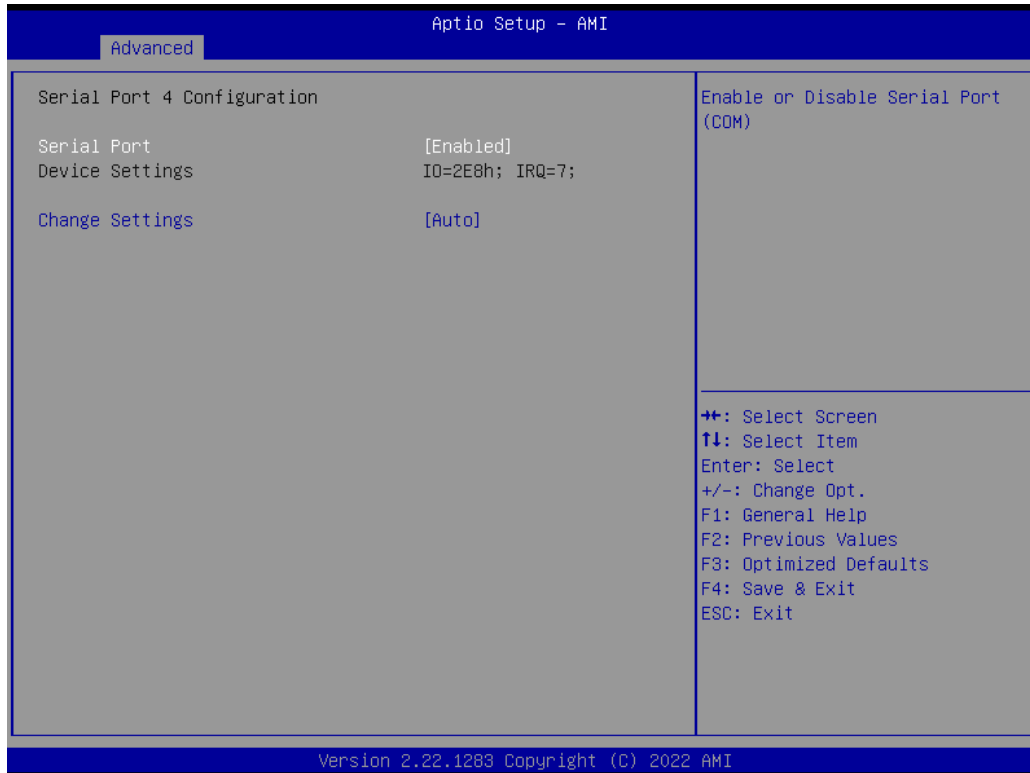 Aptio Setup – AMI
Advanced
Serial Port 4 Configuration
Serial Port [Enabled]
Device Settings IO=2E8h; IRQ=7;
Change Settings [Auto]
Enable or Disable Serial Port
(COM)
→←: Select Screen
↑↓: Select Item
Enter: Select
+/-: Change Opt.
F1: General Help
F2: Previous Values
F3: Optimized Defaults
F4: Save & Exit
ESC: Exit
Version 2.22.1283 Copyright (C) 2022 AMI